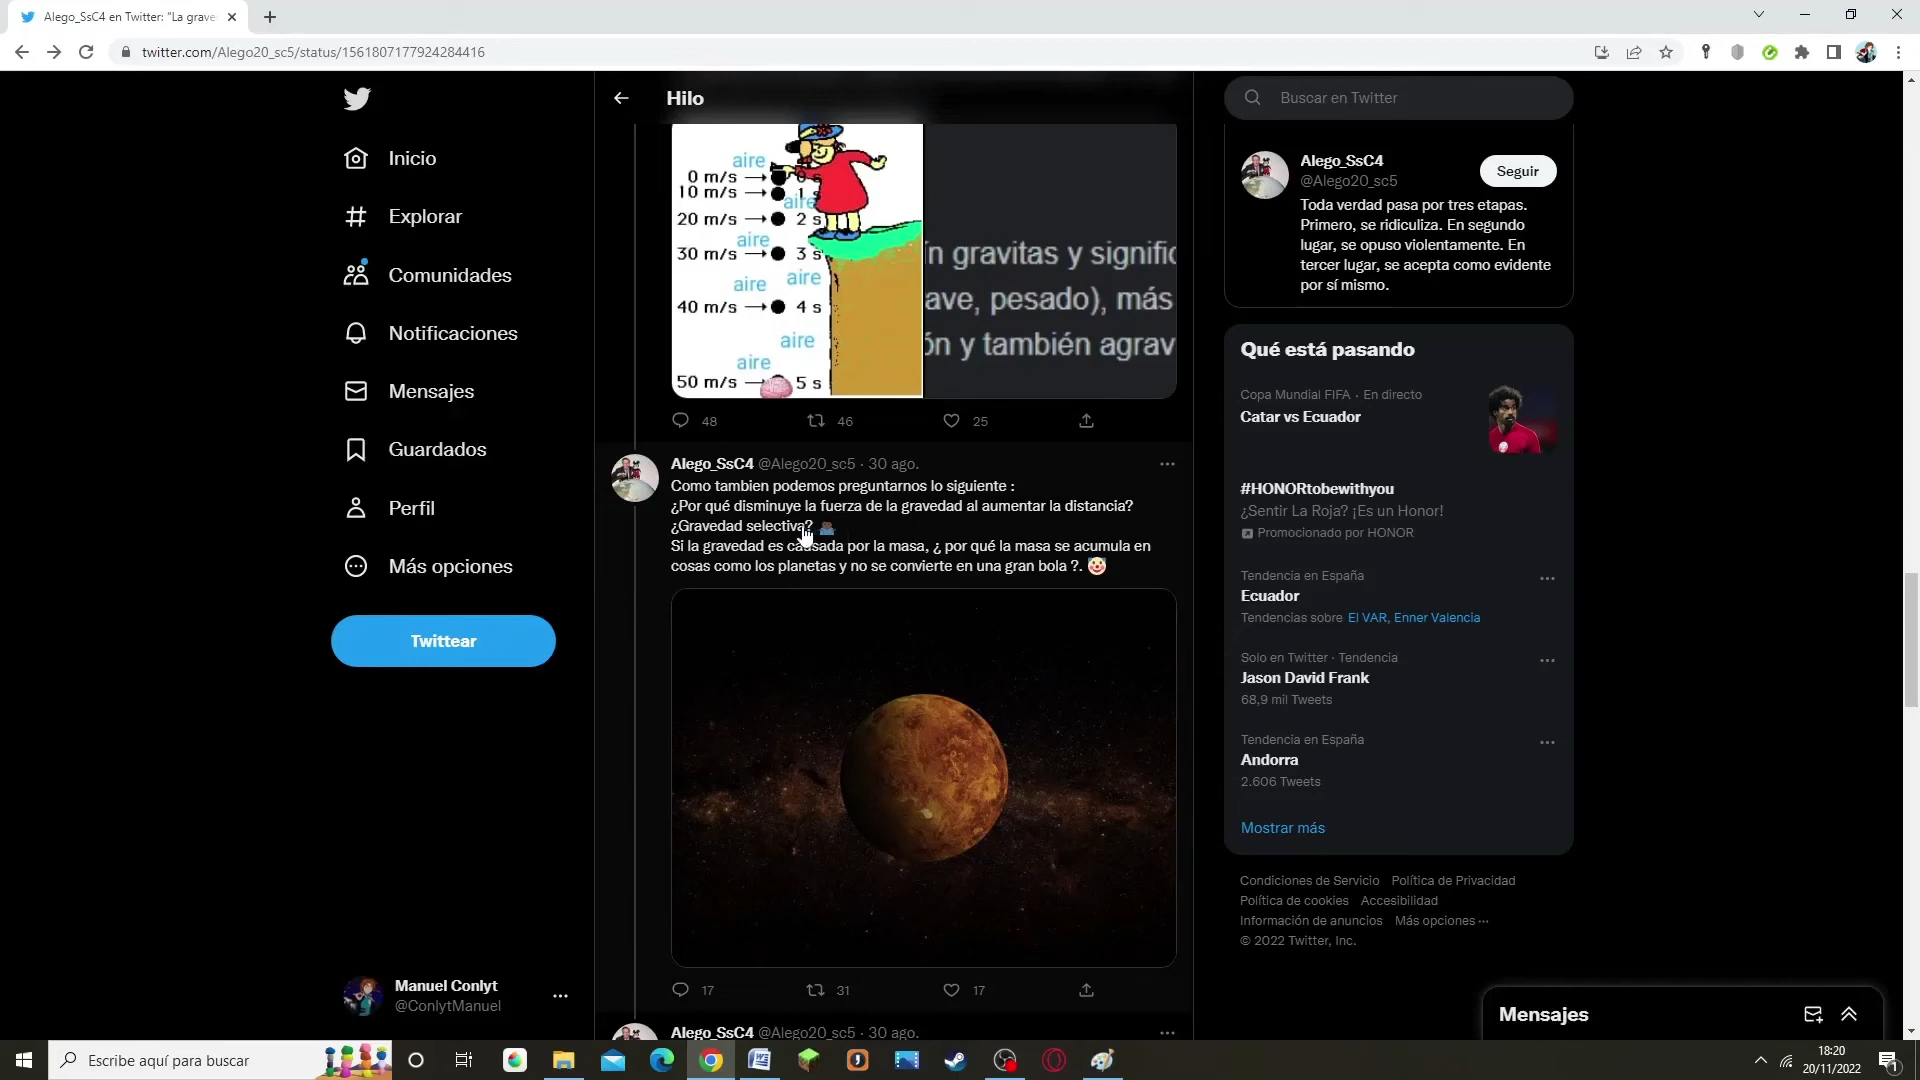 Alego_SsC4 en Twitter: "La grave
twitter.com/Alego20_sc5/status/1561807177924284416
Inicio
Explorar
Comunidades
Notificaciones
Mensajes
Guardados
Perfil
Más opciones
Twittear
Manuel Conlyt
@ConlytManuel
Hilo
aire
0 m/s
10 m/s 1 s
aire
20 m/s 2 s
aire
30 m/s 3 s
aire aire
40 m/s 4 s
aire
aire
50 m/s 5 s
ín gravitas y signific
ave, pesado), más
ón y también agrav
48 46 25
Alego_SsC4 @Alego20_sc5 · 30 ago.
Como tambien podemos preguntarnos lo siguiente :
¿Por qué disminuye la fuerza de la gravedad al aumentar la distancia?
¿Gravedad selectiva?
Si la gravedad es causada por la masa, ¿ por qué la masa se acumula en
cosas como los planetas y no se convierte en una gran bola ?.
17 31 17
Alego_SsC4 @Alego20_sc5 · 30 ago.
Buscar en Twitter
Alego_SsC4
@Alego20_sc5
Seguir
Toda verdad pasa por tres etapas.
Primero, se ridiculiza. En segundo
lugar, se opuso violentamente. En
tercer lugar, se acepta como evidente
por sí mismo.
Qué está pasando
Copa Mundial FIFA · En directo
Catar vs Ecuador
#HONORtobewithyou
¿Sentir La Roja? ¡Es un Honor!
Promocionado por HONOR
Tendencia en España
Ecuador
Tendencias sobre El VAR, Enner Valencia
Solo en Twitter · Tendencia
Jason David Frank
68,9 mil Tweets
Tendencia en España
Andorra
2.606 Tweets
Mostrar más
Condiciones de Servicio Política de Privacidad
Política de cookies Accesibilidad
Información de anuncios Más opciones ···
© 2022 Twitter, Inc.
Mensajes
Escribe aquí para buscar
18:20
20/11/2022
1